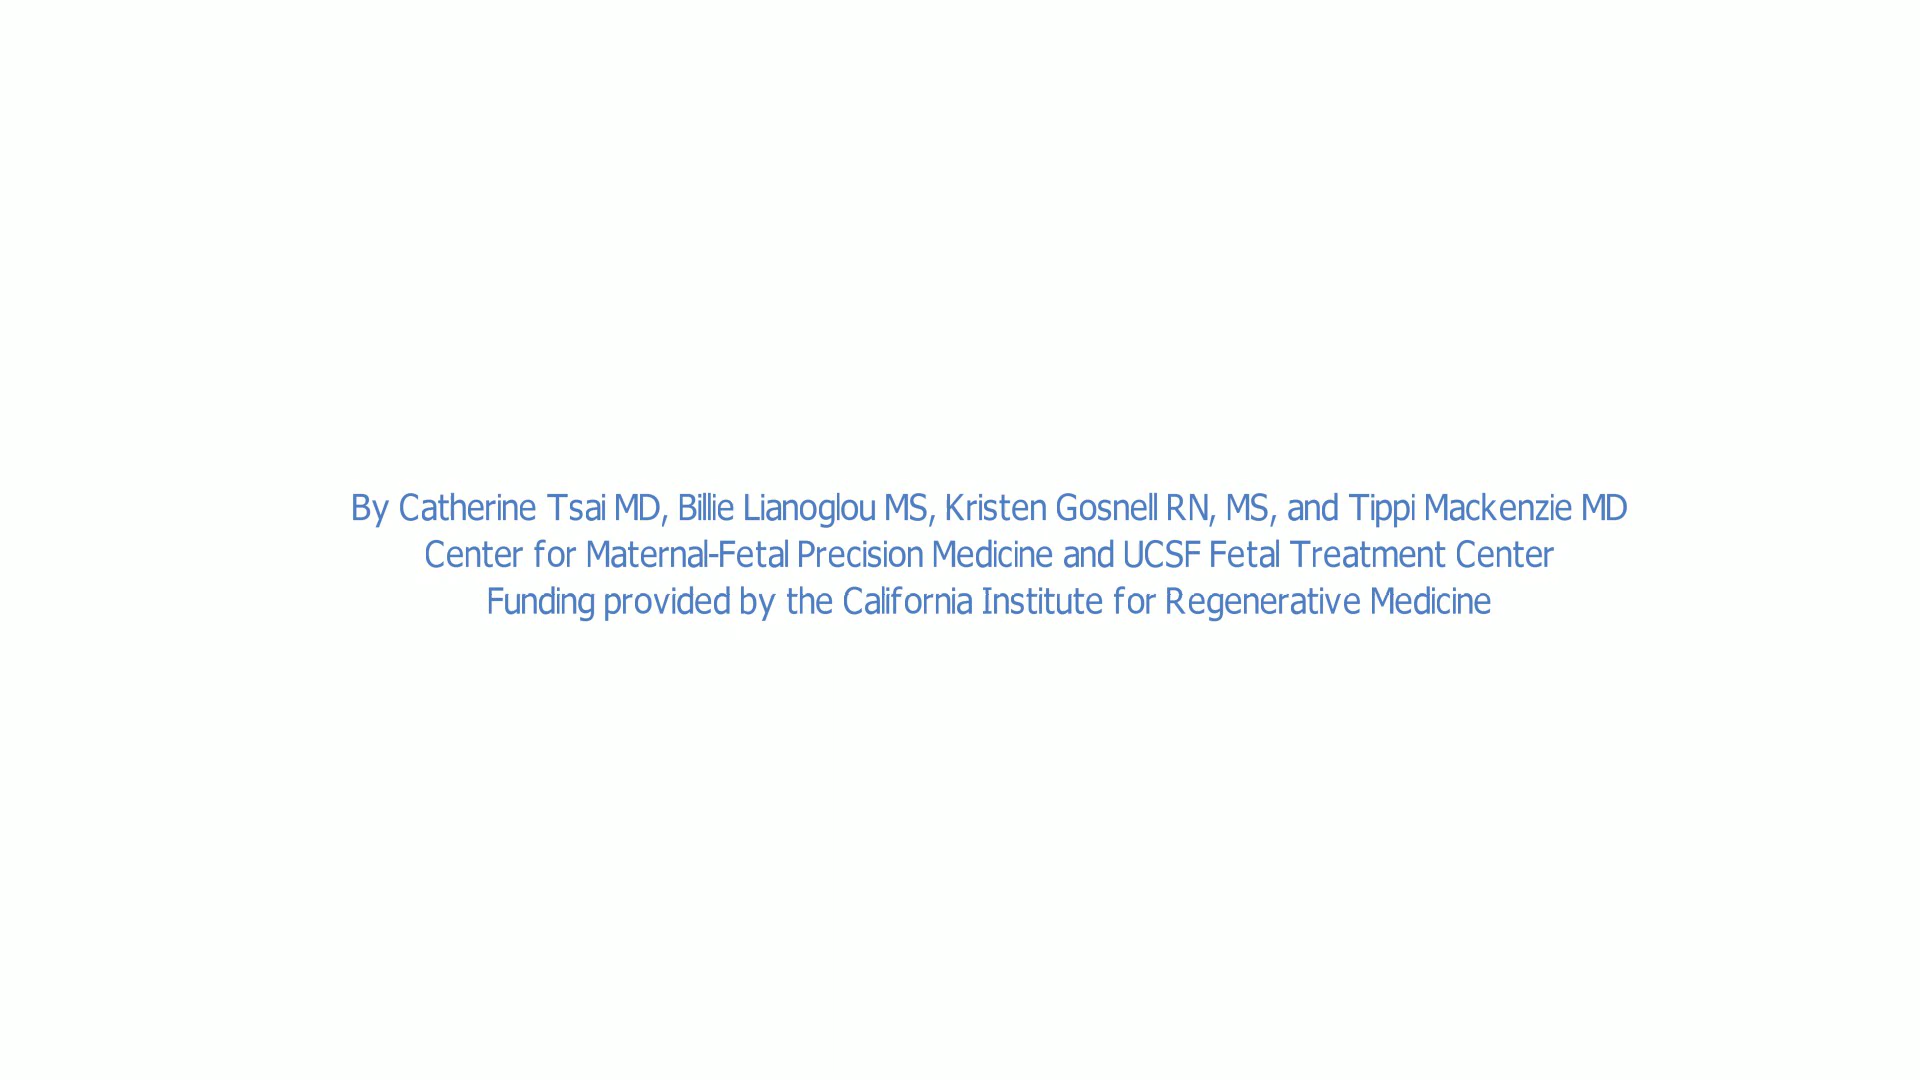 By Catherine Tsai MD, Billie Lianoglou MS, Kristen Gosnell RN, MS, and Tippi Mackenzie MD
Center for Maternal-Fetal Precision Medicine and UCSF Fetal Treatment Center
Funding provided by the California Institute for Regenerative Medicine